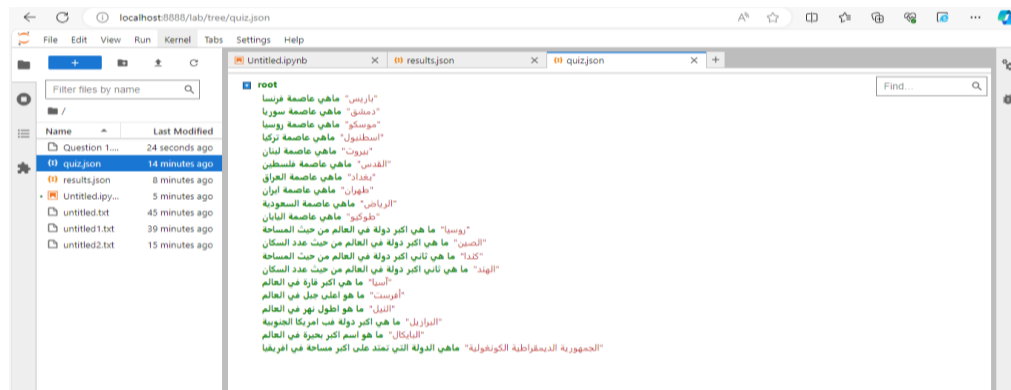 localhost:8888/lab/tree/quiz.json
File Edit View Run Kernel Tabs Settings Help
Untitled.ipynb
results.json
quiz.json
Filter files by name
/
Name Last Modified
Question 1.... 24 seconds ago
quiz.json 14 minutes ago
results.json 8 minutes ago
Untitled.ipy... 5 minutes ago
untitled.txt 45 minutes ago
untitled1.txt 39 minutes ago
untitled2.txt 15 minutes ago
Find...
root
ماهي عاصمة فرنسا "باريس"
ماهي عاصمة سوريا "دمشق"
ماهي عاصمة روسيا "موسكو"
ماهي عاصمة تركيا "اسطنبول"
ماهي عاصمة لبنان "بيروت"
ماهي عاصمة فلسطين "القدس"
ماهي عاصمة العراق "بغداد"
ماهي عاصمة ايران "طهران"
ماهي عاصمة السعودية "الرياض"
ماهي عاصمة اليابان "طوكيو"
ما هي اكبر دولة في العالم من حيث المساحة "روسيا"
ما هي اكبر دولة في العالم من حيث عدد السكان "الصين"
ما هي ثاني اكبر دولة في العالم من حيث المساحة "كندا"
ما هي ثاني اكبر دولة في العالم من حيث عدد السكان "الهند"
ما هي اكبر قارة في العالم "آسيا"
ما هو اعلى جبل في العالم "أفرست"
ما هو اطول نهر في العالم "النيل"
ما هي اكبر دولة فب امريكا الجنوبية "البرازيل"
ما هو اسم اكبر بحيرة في العالم "البايكال"
ماهي الدولة التي تمتد على اكبر مساحة في افريقيا "الجمهورية الديمقراطية الكونغولية"